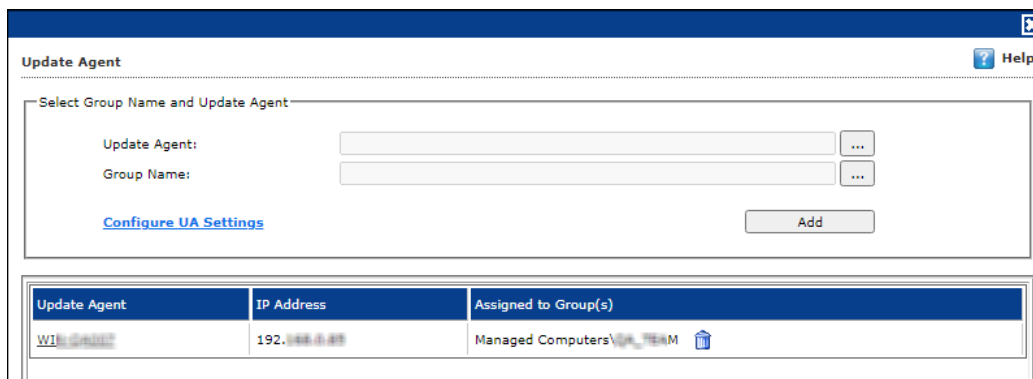 Update Agent
Help
Select Group Name and Update Agent
Update Agent:
...
Group Name:
...
Configure UA Settings
Add
Update Agent IP Address Assigned to Group(s)
192. Managed Computers\